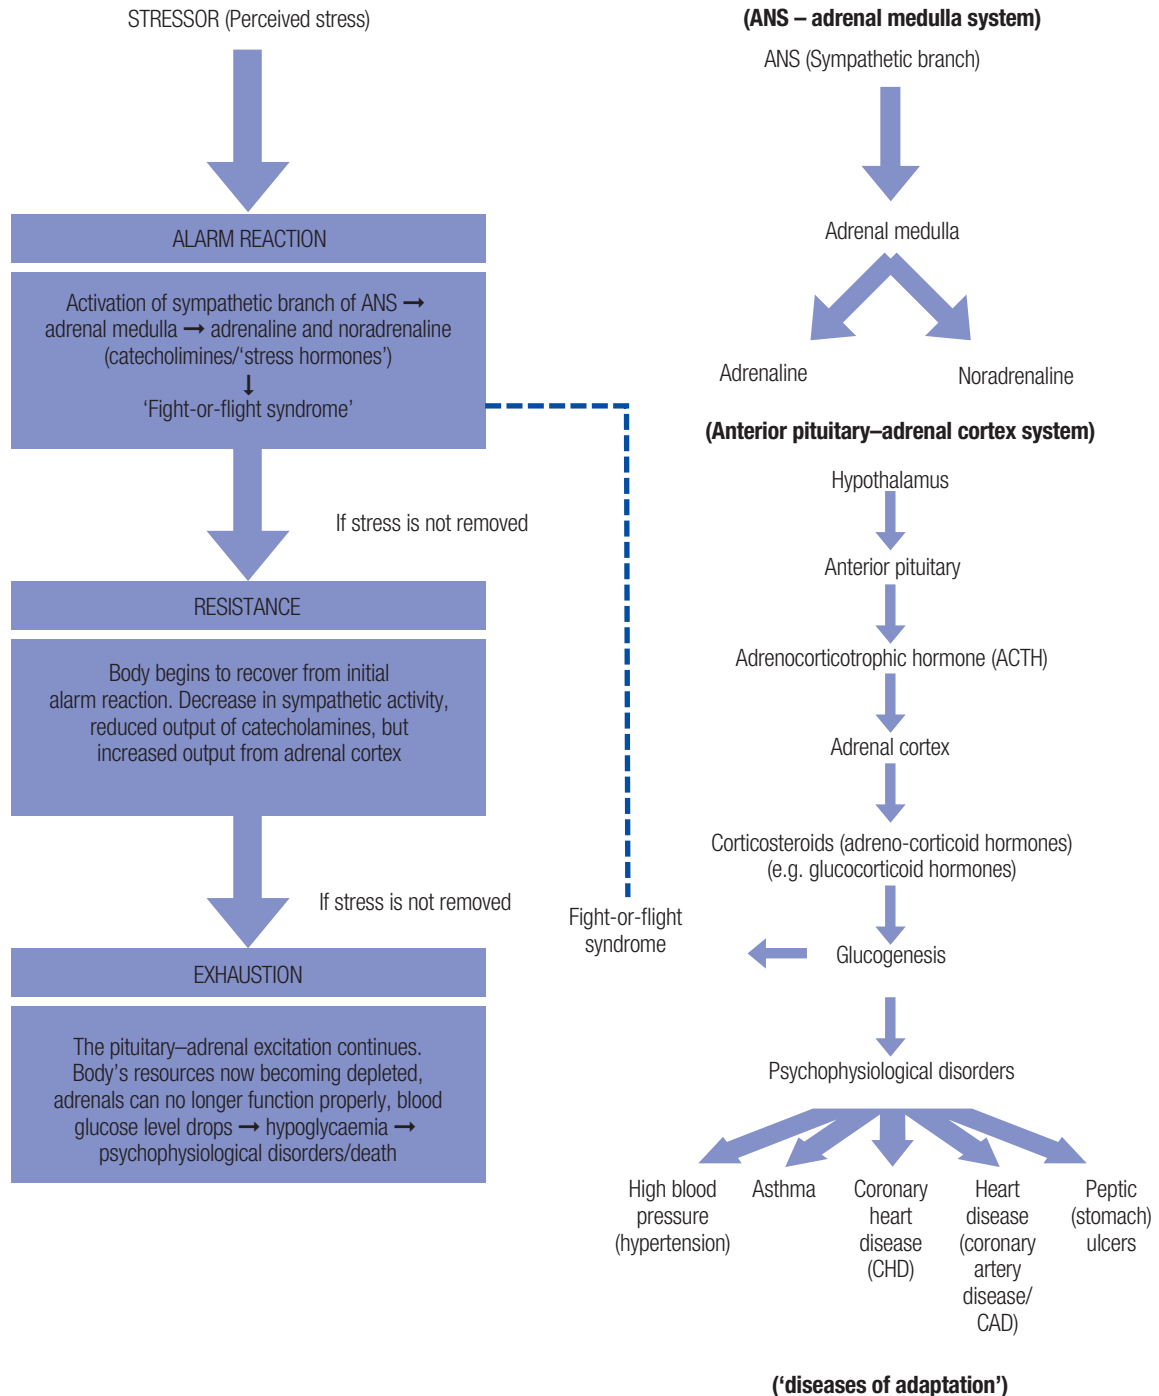 STRESSOR (Perceived stress)
ALARM REACTION
Activation of sympathetic branch of ANS ➞
adrenal medulla ➞ adrenaline and noradrenaline
(catecholimines/‘stress hormones’)
↓
‘Fight-or-flight syndrome’
If stress is not removed
RESISTANCE
Body begins to recover from initial
alarm reaction. Decrease in sympathetic activity,
reduced output of catecholamines, but
increased output from adrenal cortex
If stress is not removed
EXHAUSTION
The pituitary–adrenal excitation continues.
Body’s resources now becoming depleted,
adrenals can no longer function properly, blood
glucose level drops ➞ hypoglycaemia ➞
psychophysiological disorders/death
(ANS – adrenal medulla system)
ANS (Sympathetic branch)
Adrenal medulla
Adrenaline
Noradrenaline
(Anterior pituitary–adrenal cortex system)
Hypothalamus
Anterior pituitary
Adrenocorticotrophic hormone (ACTH)
Adrenal cortex
Corticosteroids (adreno-corticoid hormones)
(e.g. glucocorticoid hormones)
Fight-or-flight
syndrome
Glucogenesis
Psychophysiological disorders
High blood
pressure
(hypertension)
Asthma
Coronary
heart
disease
(CHD)
Heart
disease
(coronary
artery
disease/
CAD)
Peptic
(stomach)
ulcers
(‘diseases of adaptation’)